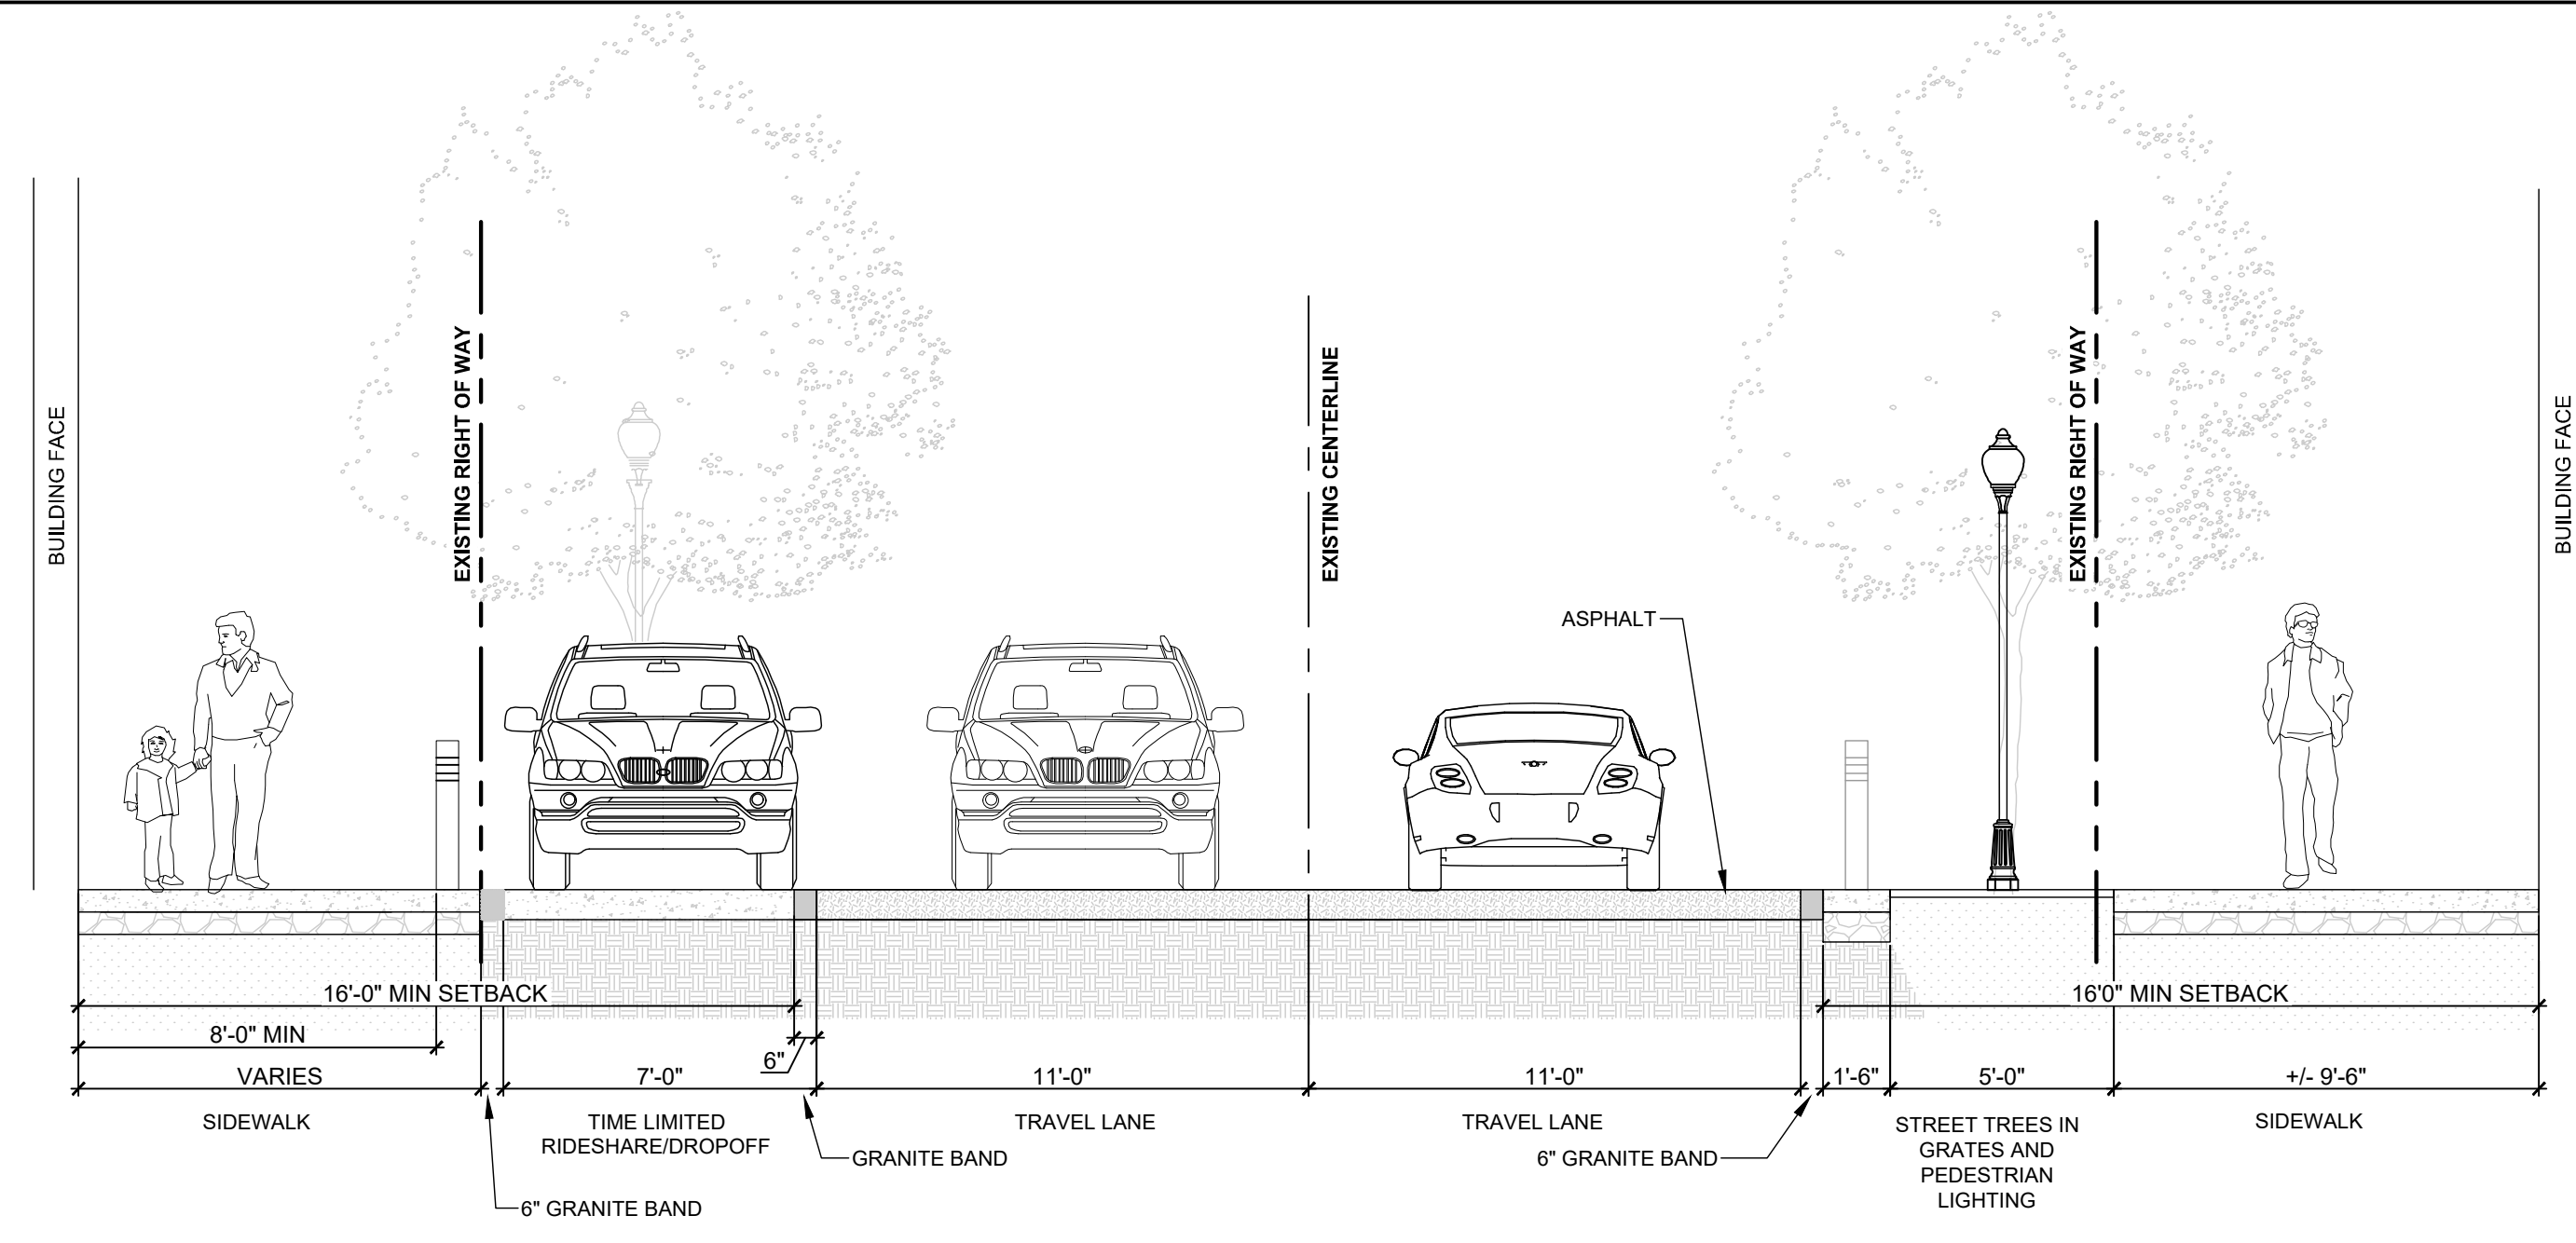 BUILDING FACE
EXISTING RIGHT OF WAY
EXISTING CENTERLINE
EXISTING RIGHT OF WAY
BUILDING FACE
ASPHALT
16'-0" MIN SETBACK
16'0" MIN SETBACK
8'-0" MIN
6"
VARIES
7'-0"
11'-0"
11'-0"
1'-6"
5'-0"
+/- 9'-6"
SIDEWALK
TIME LIMITED
RIDESHARE/DROPOFF
TRAVEL LANE
TRAVEL LANE
STREET TREES IN
GRATES AND
PEDESTRIAN
LIGHTING
SIDEWALK
GRANITE BAND
6" GRANITE BAND
6" GRANITE BAND